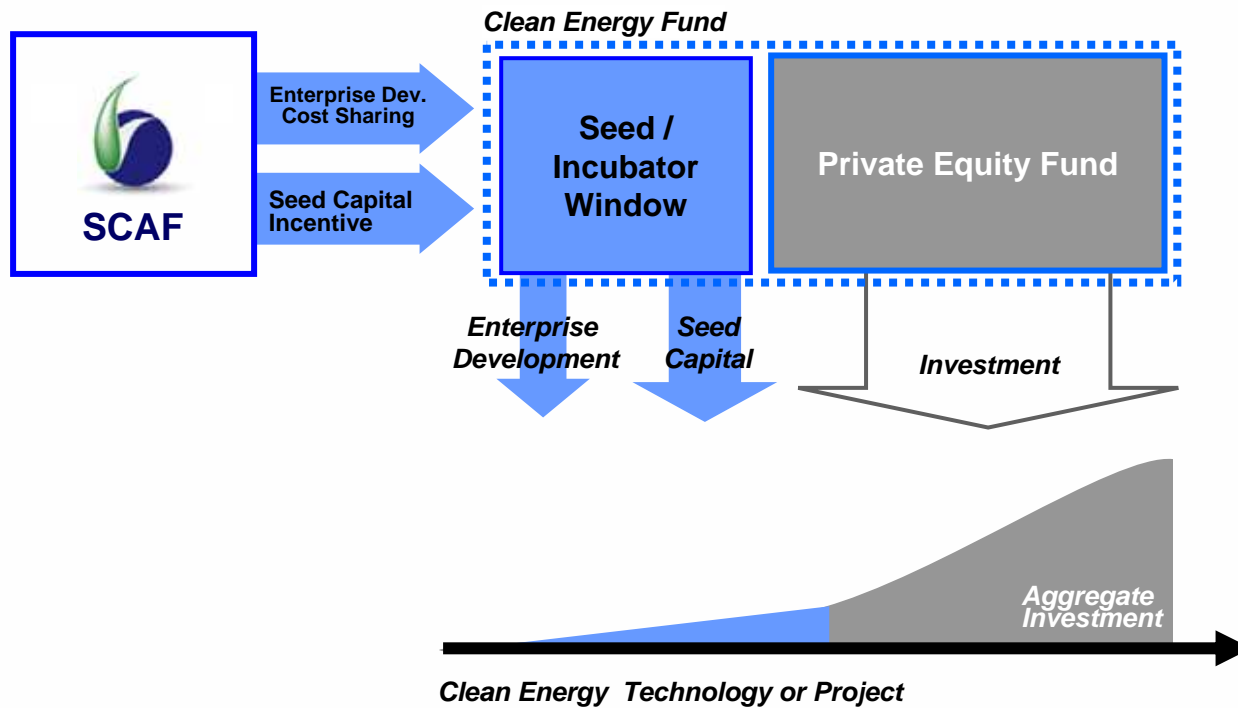 Clean Energy Fund
Enterprise Dev.
Cost Sharing
Seed Capital
Incentive
SCAF
Seed /
Incubator
Window
Private Equity Fund
Enterprise
Development
Seed
Capital
Investment
Aggregate
Investment
Clean Energy  Technology or Project